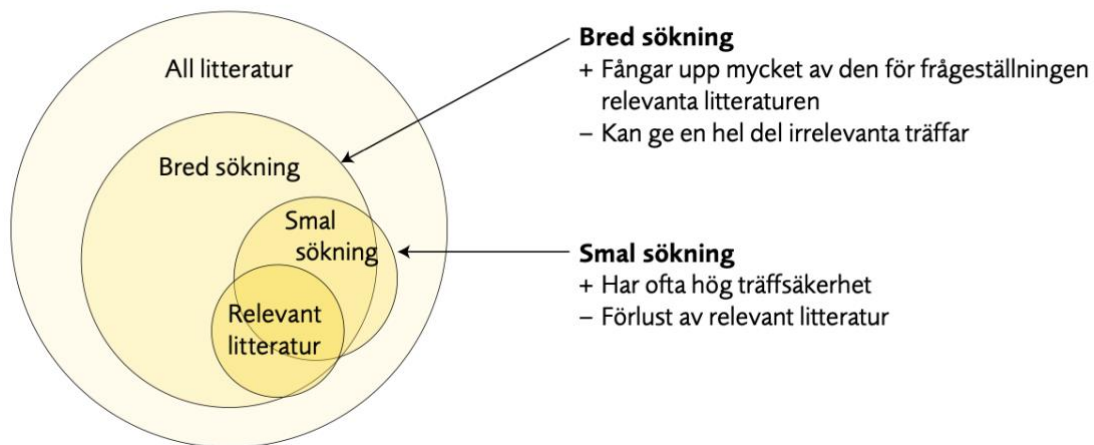 All litteratur
Bred sökning
Smal
sökning
Relevant
litteratur
Bred sökning
+ Fångar upp mycket av den för frågeställningen
relevanta litteraturen
– Kan ge en hel del irrelevanta träffar
Smal sökning
+ Har ofta hög träffsäkerhet
– Förlust av relevant litteratur